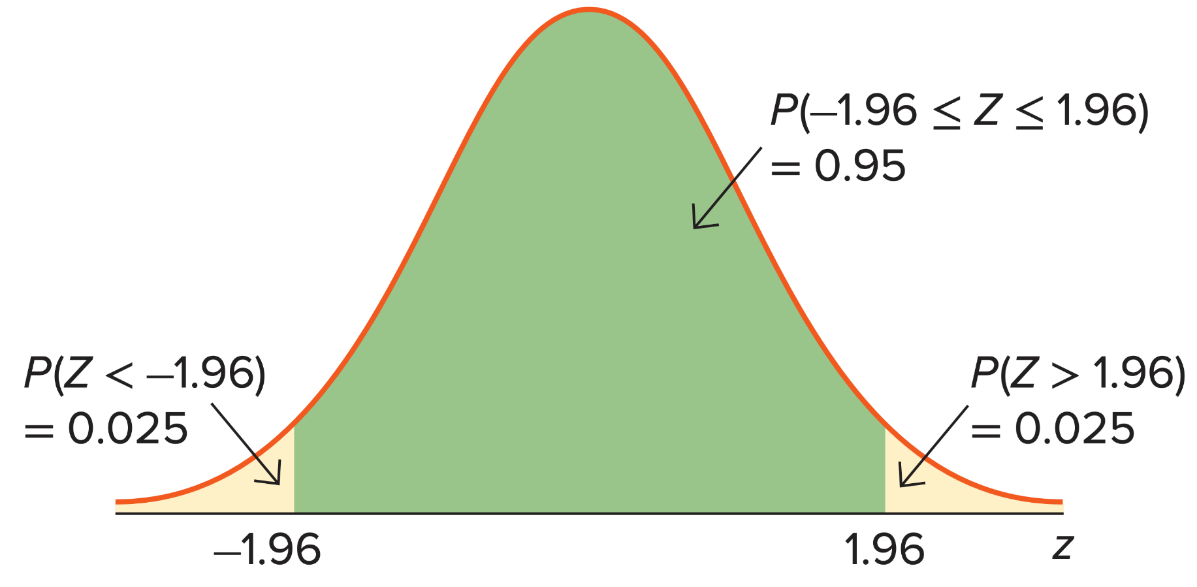 P(–1.96 ≤ Z ≤ 1.96)
= 0.95
P(Z < –1.96)
= 0.025
P(Z > 1.96)
= 0.025
–1.96
1.96
z